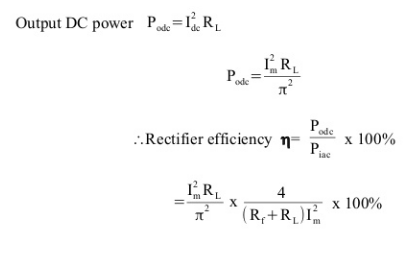 Output DC power P_odc = I_dc^2 R_L
P_odc = I_m^2 R_L / π^2
∴Rectifier efficiency η= P_odc / P_iac x 100%
= I_m^2 R_L / π^2 x 4 / (R_f + R_L) I_m^2 x 100%